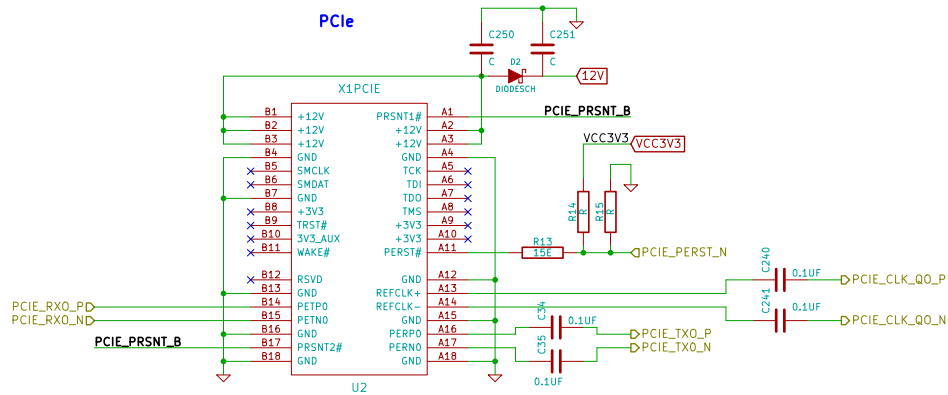 PCIe
C250
C
C251
C
D2
DIODESCH
12V
X1PCIE
B1 +12V PRSNT1# A1 PCIE_PRSNT_B
B2 +12V +12V A2
B3 +12V +12V A3
VCC3V3 VCC3V3
B4 GND GND A4
B5 SMCLK TCK A5
B6 SMDAT TDI A6
B7 GND TDO A7
B8 +3V3 TMS A8
R14 R
R15 R
B9 TRST# +3V3 A9
B10 3V3_AUX +3V3 A10
B11 WAKE# PERST# A11
R13
15E
PCIE_PERST_N
B12 RSVD GND A12
C240 0.1UF PCIE_CLK_QO_P
B13 GND REFCLK+ A13
PCIE_RX0_P B14 PETP0 REFCLK- A14
C241 0.1UF PCIE_CLK_QO_N
PCIE_RX0_N B15 PETN0 GND A15
B16 GND PERP0 A16
C34 0.1UF PCIE_TX0_P
PCIE_PRSNT_B B17 PRSNT2# PERN0 A17
C35 0.1UF PCIE_TX0_N
B18 GND GND A18
U2